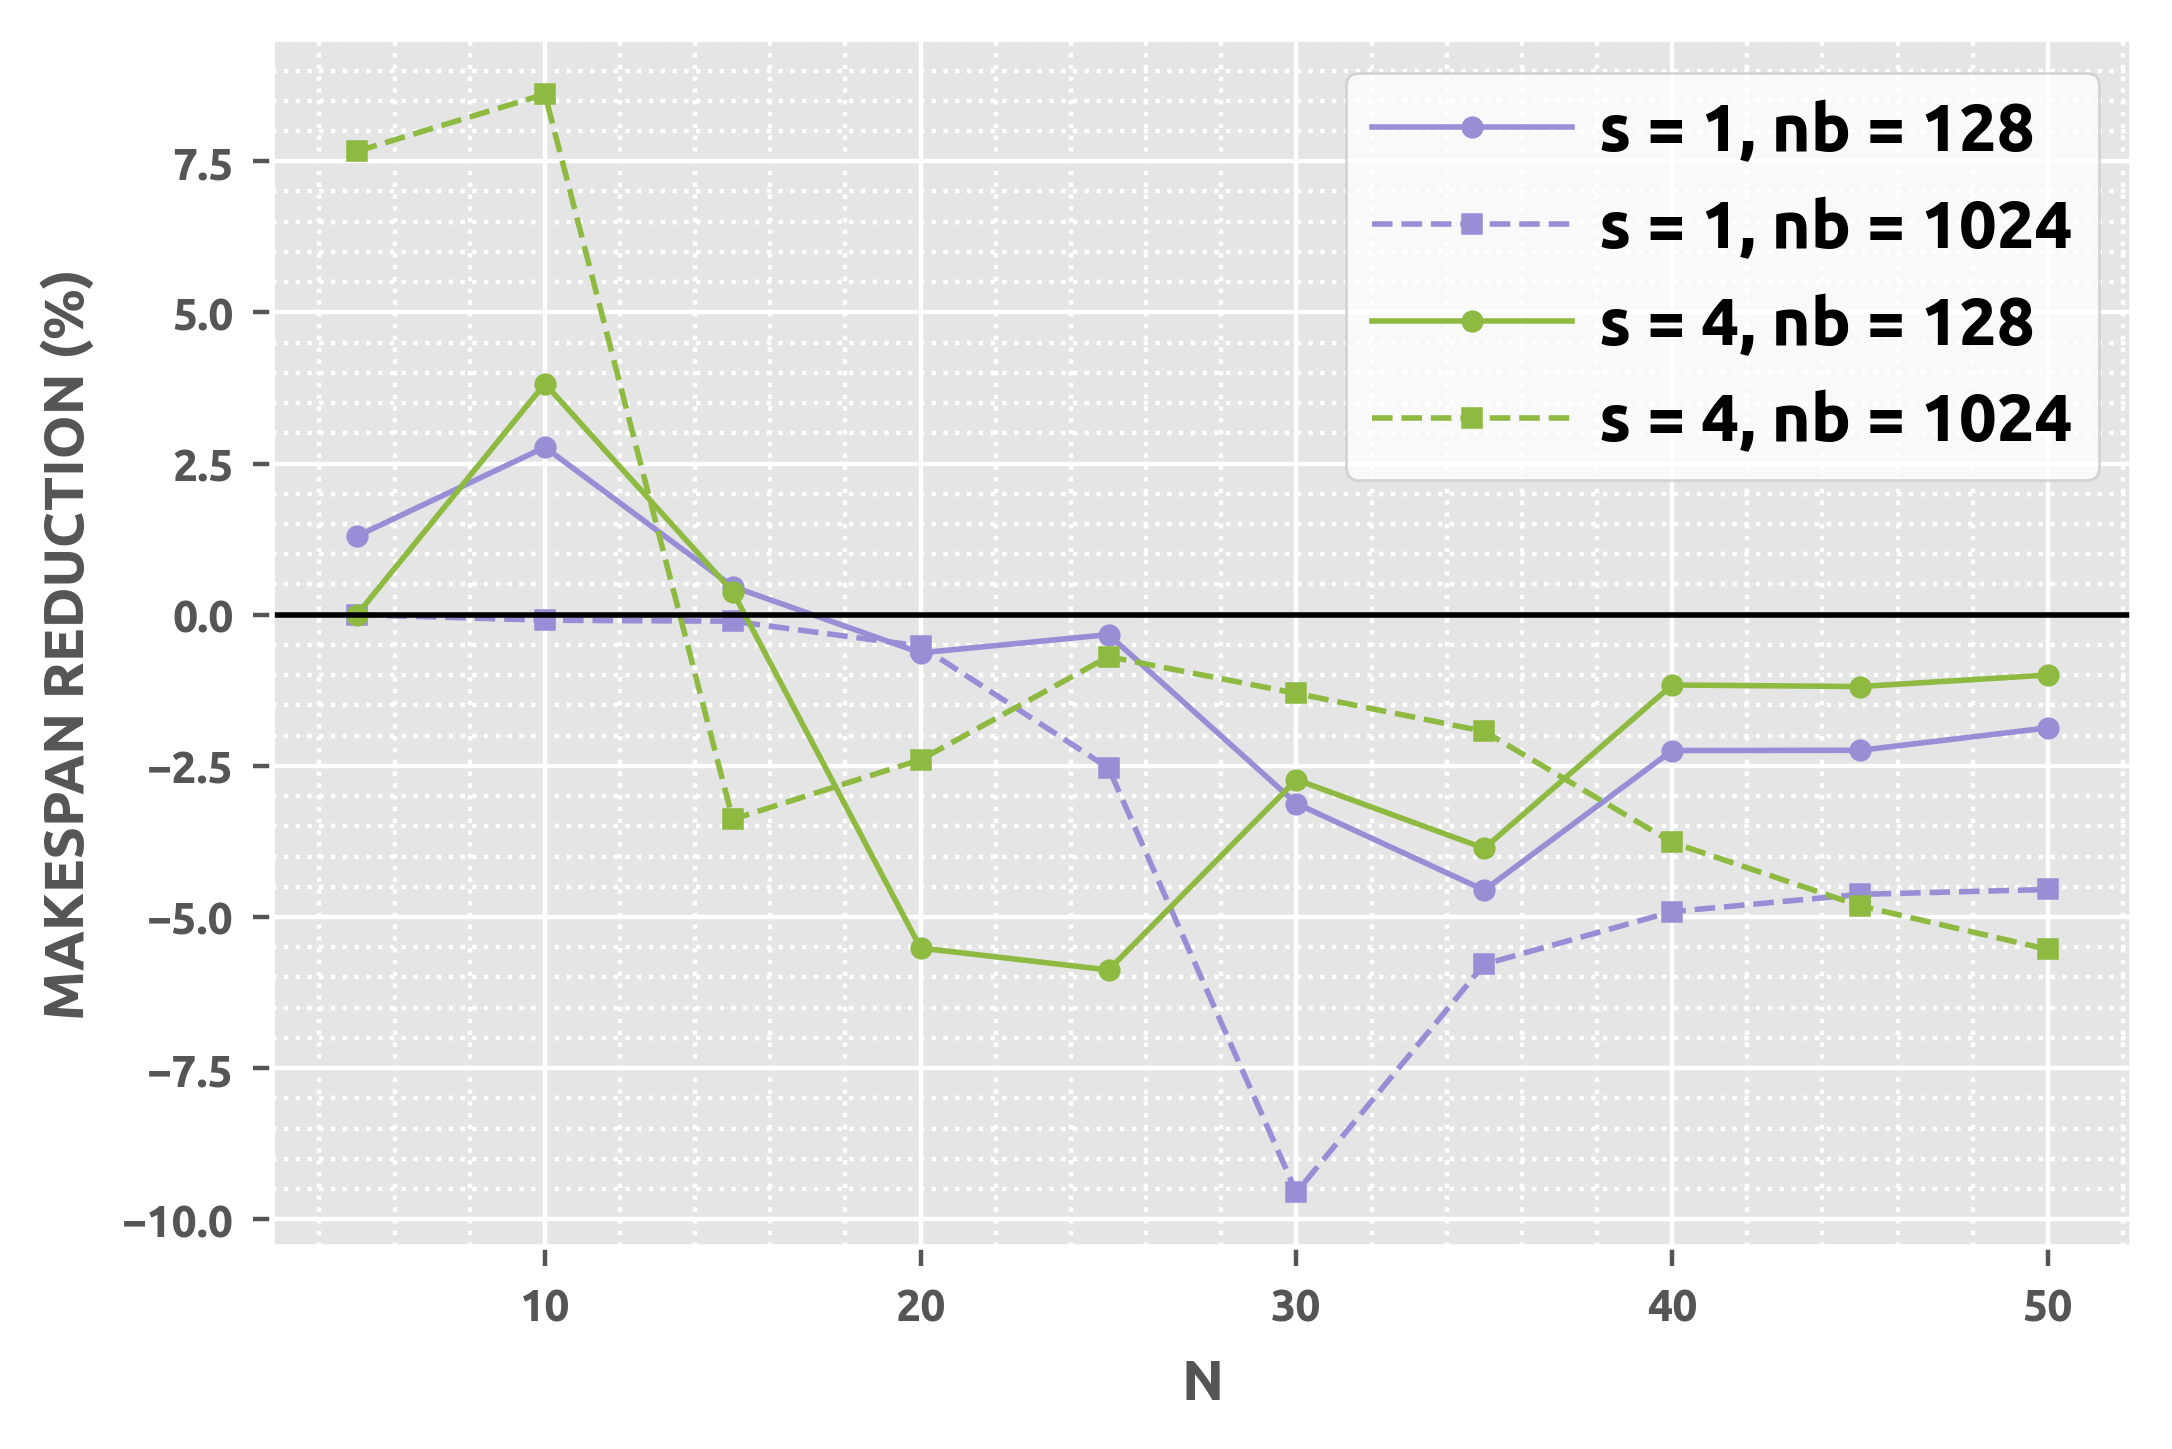 s = 1, nb = 128
s = 1, nb = 1024
s = 4, nb = 128
s = 4, nb = 1024
MAKESPAN REDUCTION (%)
7.5
5.0
2.5
0.0
−2.5
−5.0
−7.5
−10.0
10 20 30 40 50
N